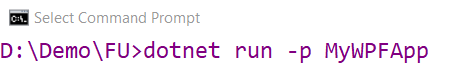 Select Command Prompt
D:\Demo\FU>dotnet run -p MyWPFApp